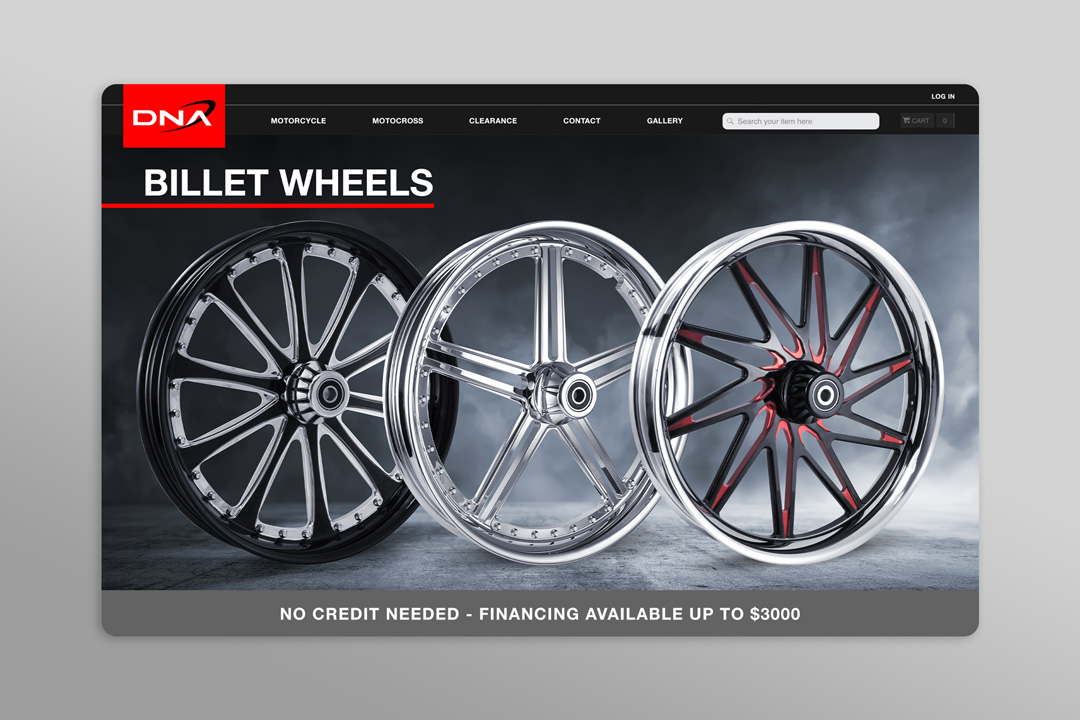 LOG IN
DNA
MOTORCYCLE MOTOCROSS CLEARANCE CONTACT GALLERY Search your item here CART 0
BILLET WHEELS
NO CREDIT NEEDED - FINANCING AVAILABLE UP TO $3000